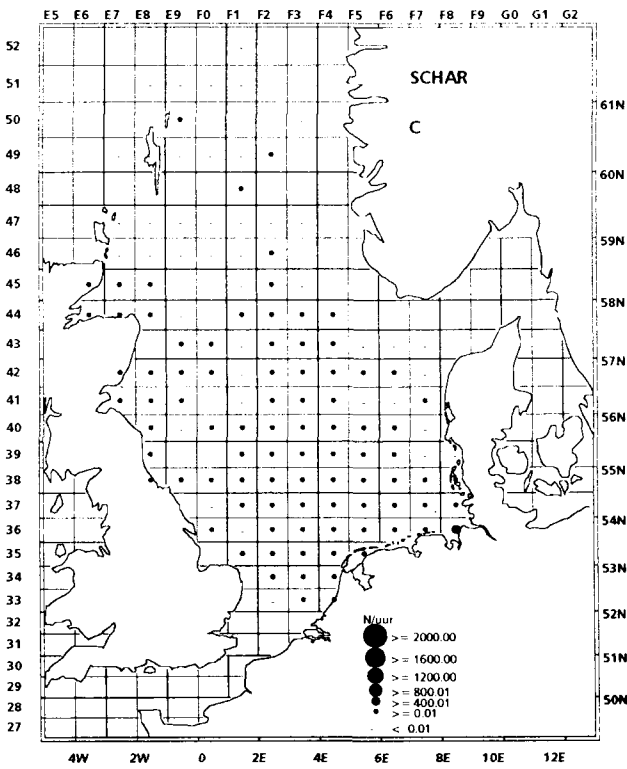 E5 E6 E7 E8 E9 F0 F1 F2 F3 F4 F5 F6 F7 F8 F9 G0 G1 G2
52
51
50
49
48
47
46
45
44
43
42
41
40
39
38
37
36
35
34
33
32
31
30
29
28
27
SCHAR
C
61N
60N
59N
58N
57N
56N
55N
54N
53N
52N
51N
50N
N/uur
>= 2000.00
>= 1600.00
>= 1200.00
>= 800.01
>= 400.01
>= 0.01
< 0.01
4W 2W 0 2E 4E 6E 8E 10E 12E